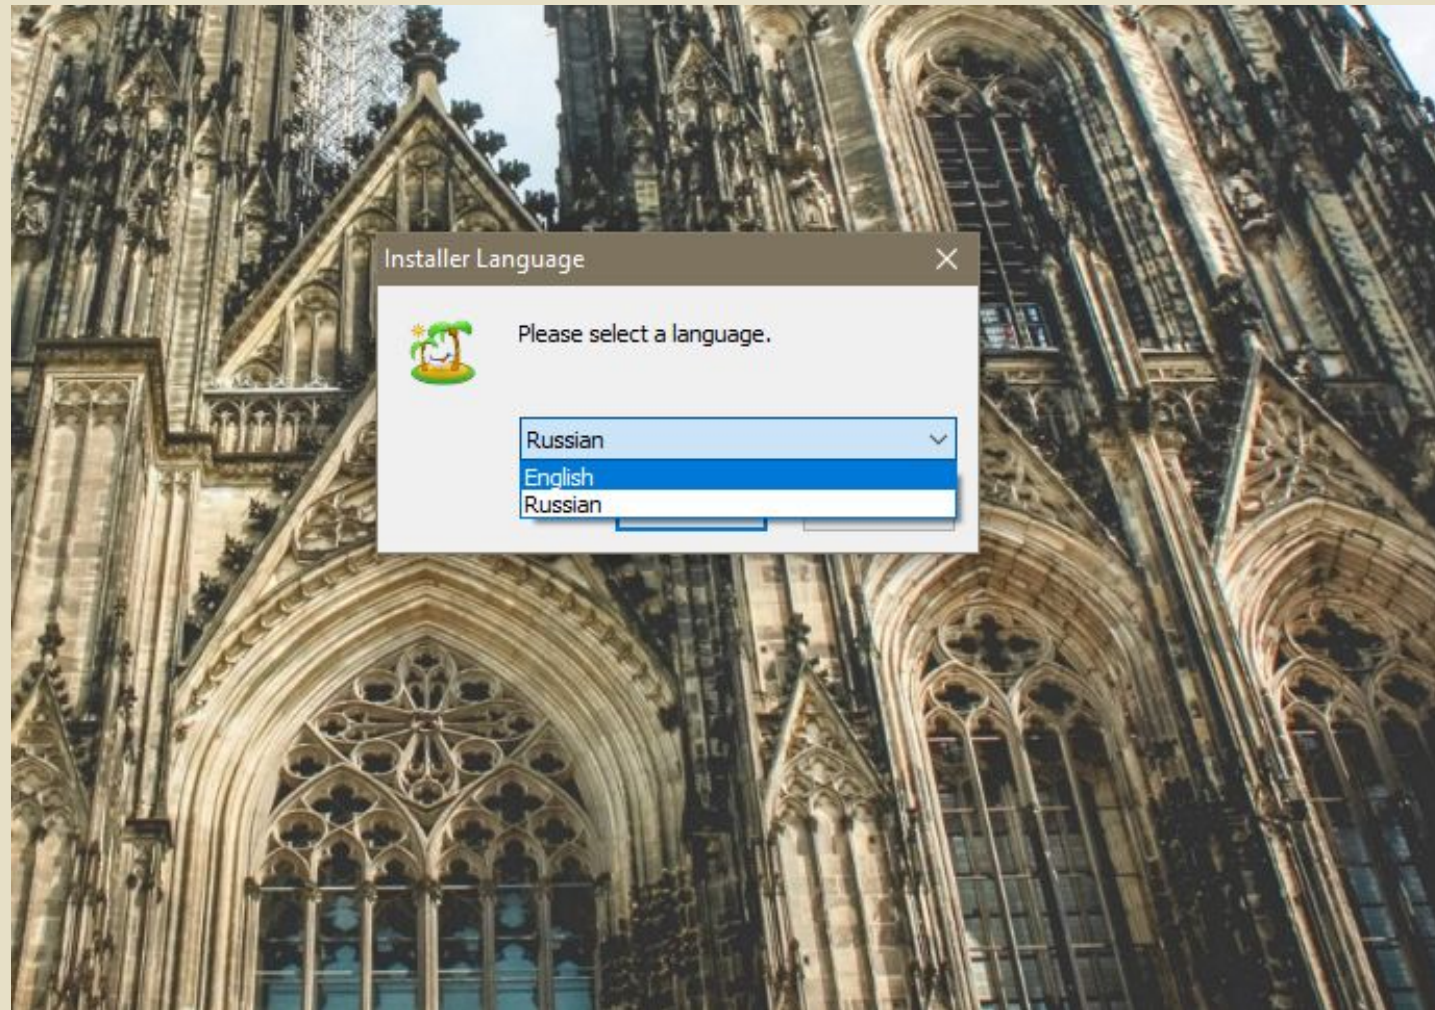 Installer Language
Please select a language.
Russian
English
Russian